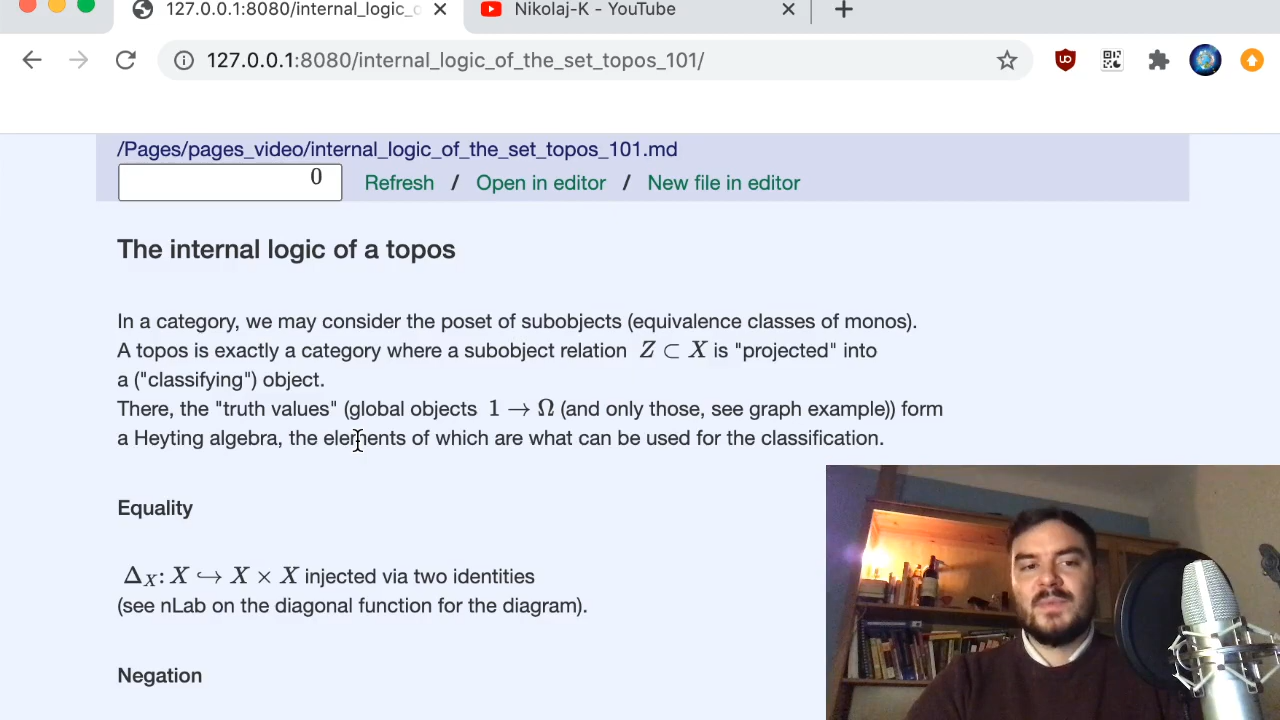 127.0.0.1:8080/internal_logic_c
Nikolaj-K - YouTube
127.0.0.1:8080/internal_logic_of_the_set_topos_101/
/Pages/pages_video/internal_logic_of_the_set_topos_101.md
0
Refresh / Open in editor / New file in editor
The internal logic of a topos
In a category, we may consider the poset of subobjects (equivalence classes of monos).
A topos is exactly a category where a subobject relation Z ⊂ X is "projected" into
a ("classifying") object.
There, the "truth values" (global objects 1 → Ω (and only those, see graph example)) form
a Heyting algebra, the elements of which are what can be used for the classification.
Equality
Δ_X: X ↪ X × X injected via two identities
(see nLab on the diagonal function for the diagram).
Negation